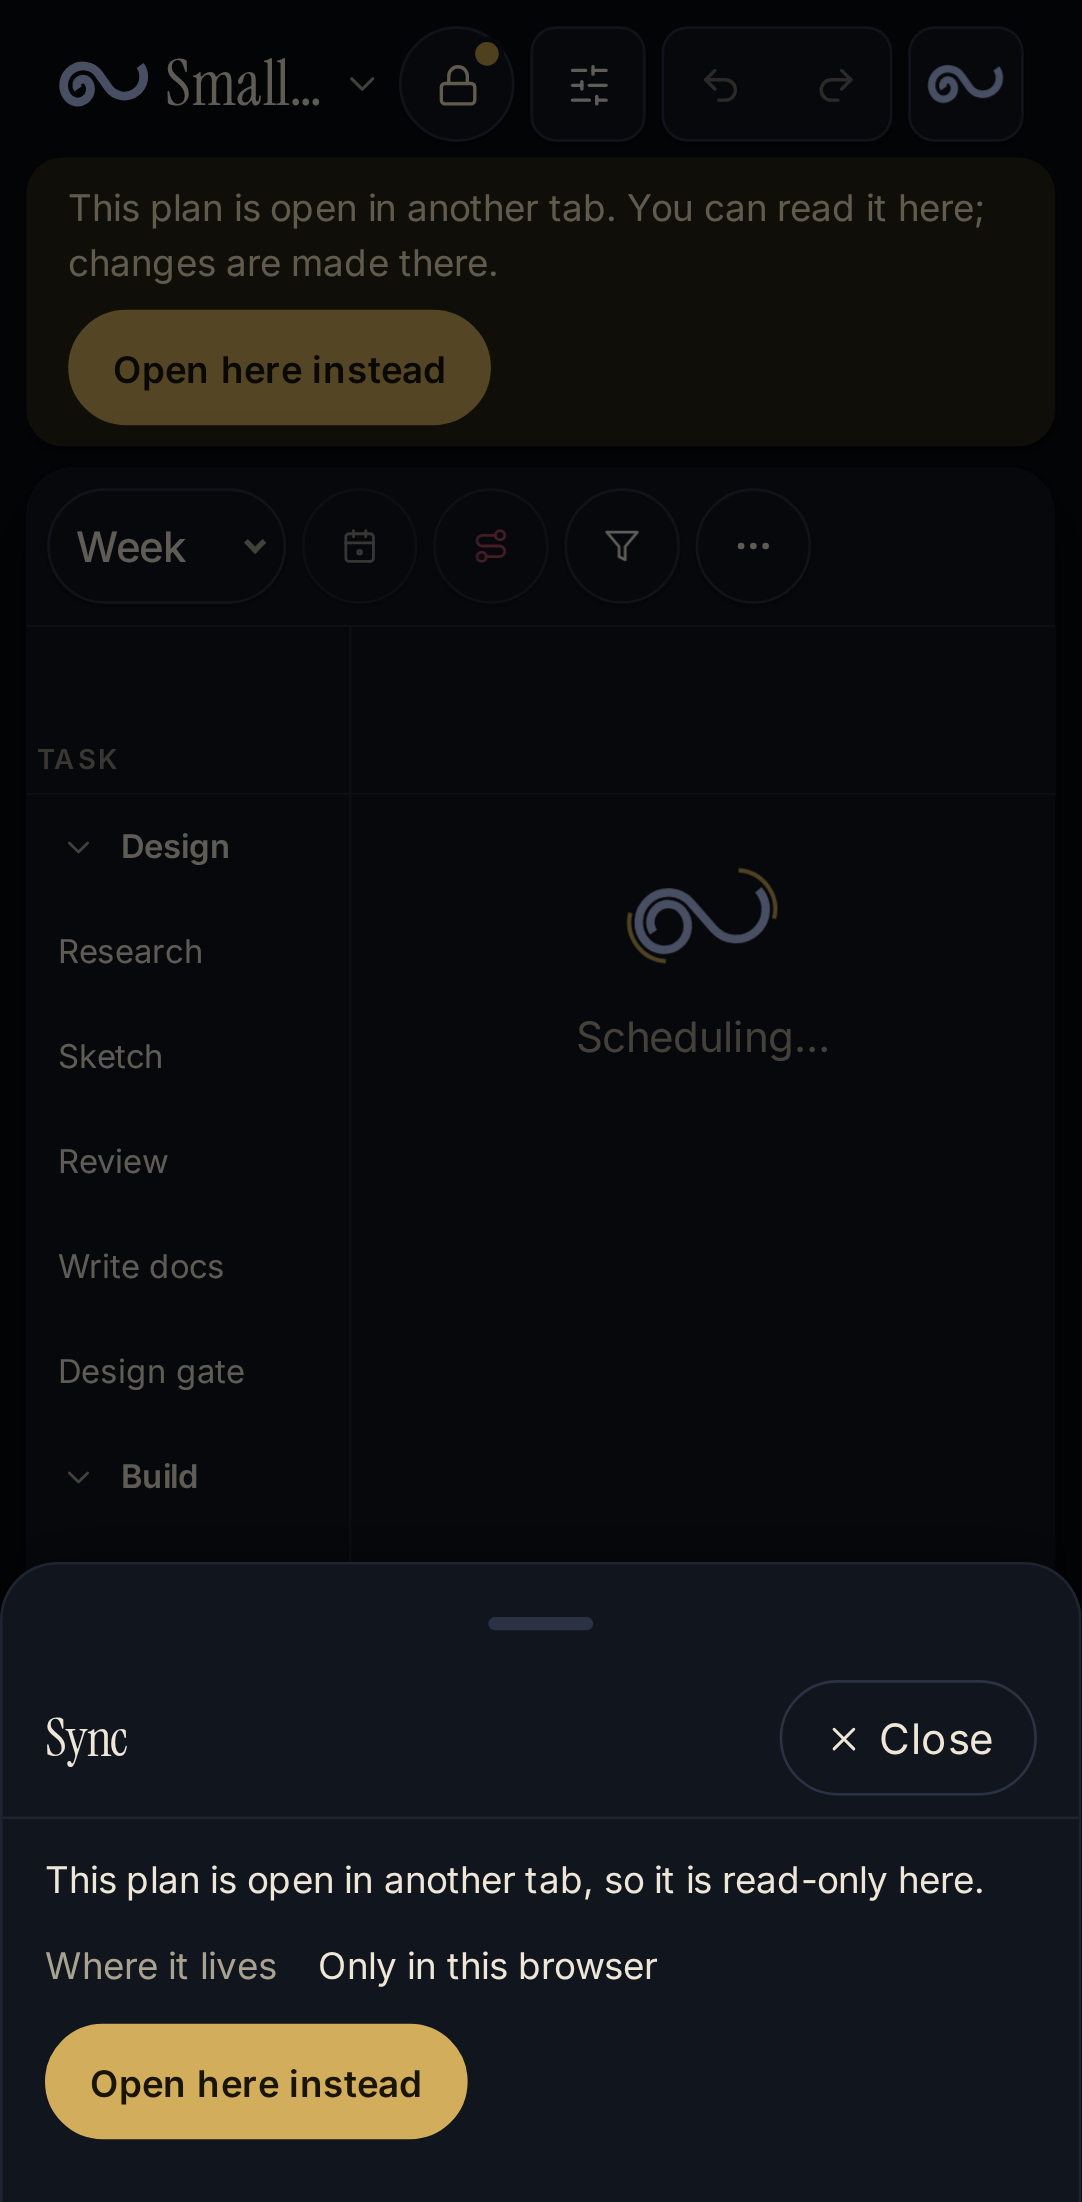 Small...
This plan is open in another tab. You can read it here;
changes are made there.
Open here instead
Week
TASK
Design
Research
Sketch
Scheduling...
Review
Write docs
Design gate
Build
Sync
Close
This plan is open in another tab, so it is read-only here.
Where it lives Only in this browser
Open here instead